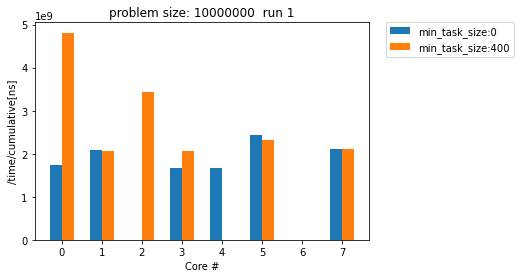 problem size: 10000000  run 1
1e9
min_task_size:0
min_task_size:400
/time/cumulative[ns]
5
4
3
2
1
0
0 1 2 3 4 5 6 7
Core #